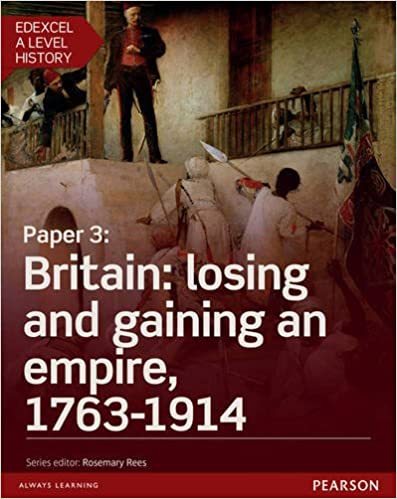 EDEXCEL
A LEVEL
HISTORY
Paper 3:
Britain: losing
and gaining an
empire,
1763-1914
Series editor: Rosemary Rees
ALWAYS LEARNING
PEARSON